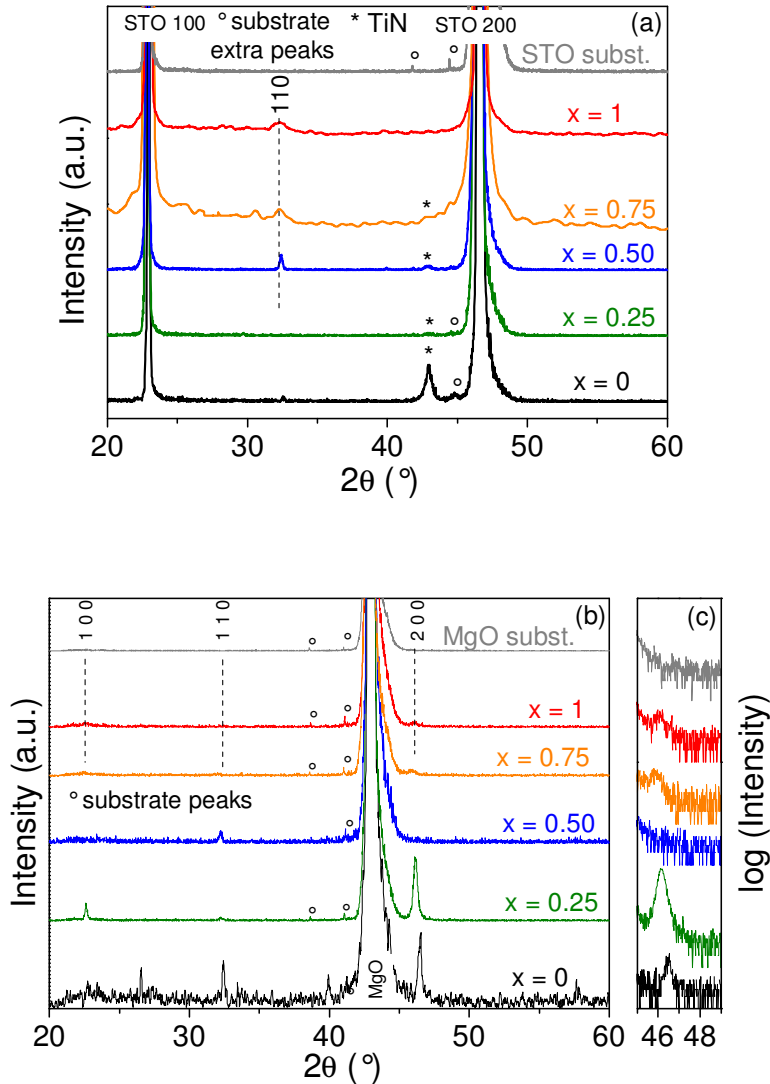 STO 100 ° substrate extra peaks * TiN STO 200 (a)
STO subst.
110
x = 1
x = 0.75
x = 0.50
x = 0.25
x = 0
Intensity (a.u.)
20 30 40 50 60
2θ (°)
(b)
1 0 0
1 1 0
2 0 0
MgO subst.
x = 1
x = 0.75
° substrate peaks
x = 0.50
x = 0.25
x = 0
MgO
Intensity (a.u.)
20 30 40 50 60
2θ (°)
(c)
log (Intensity)
46 48